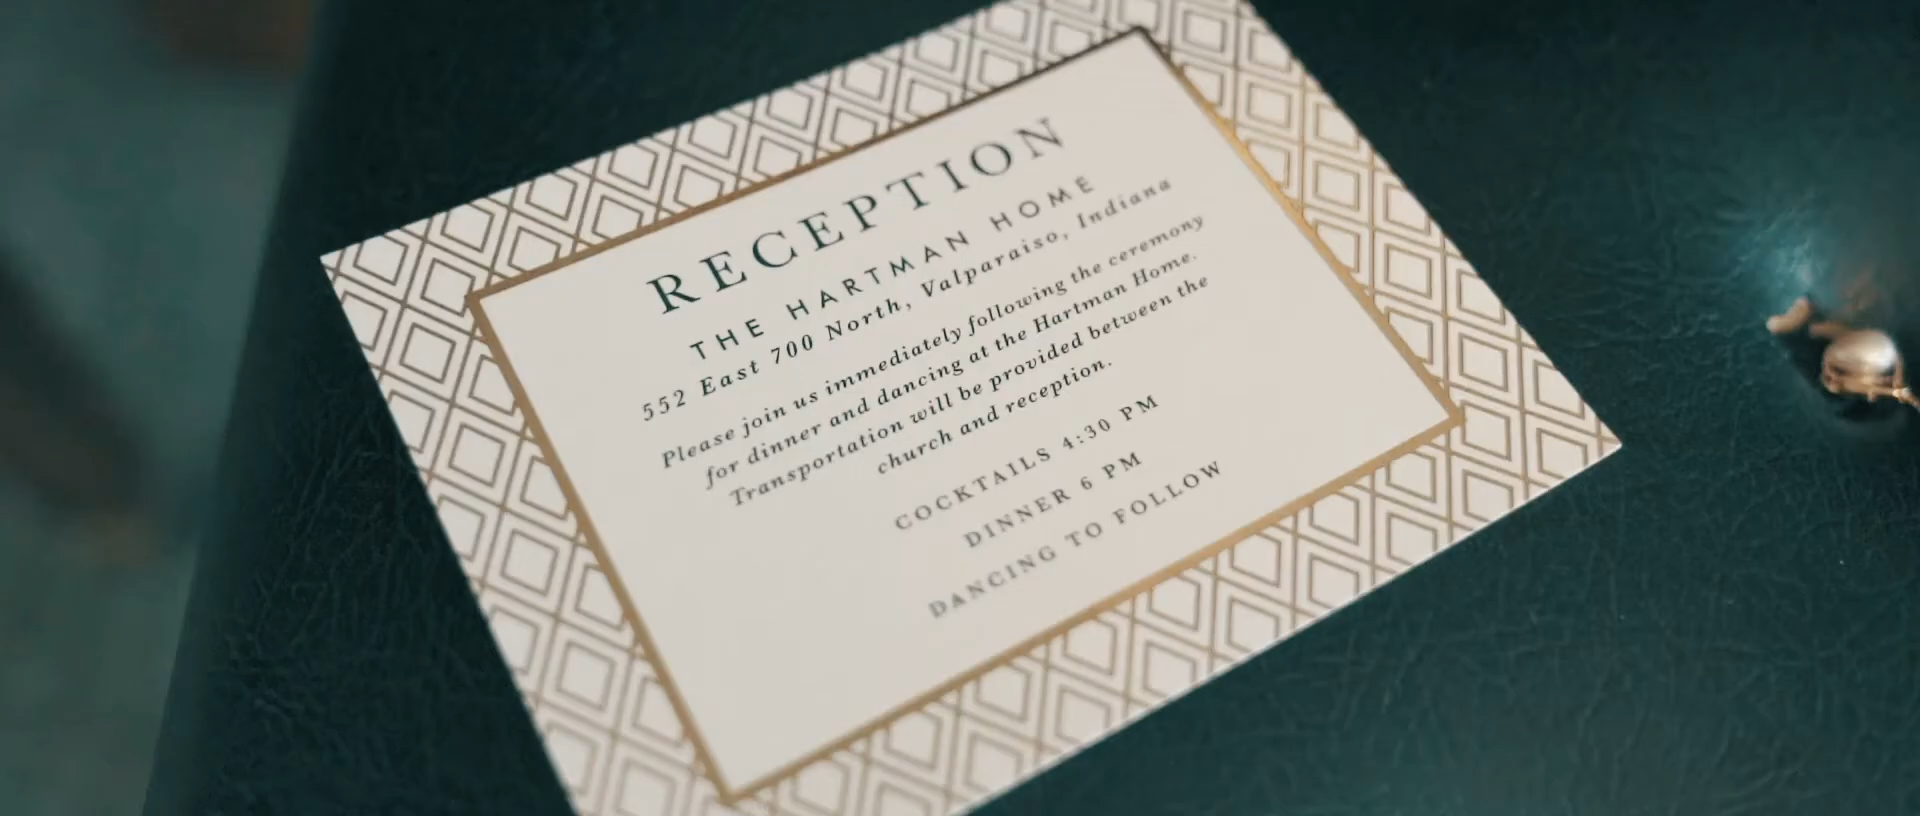 RECEPTION
THE HARTMAN HOME
552 East 700 North, Valparaiso, Indiana
Please join us immediately following the ceremony
for dinner and dancing at the Hartman Home.
Transportation will be provided between the
church and reception.
COCKTAILS 4:30 PM
DINNER 6 PM
DANCING TO FOLLOW